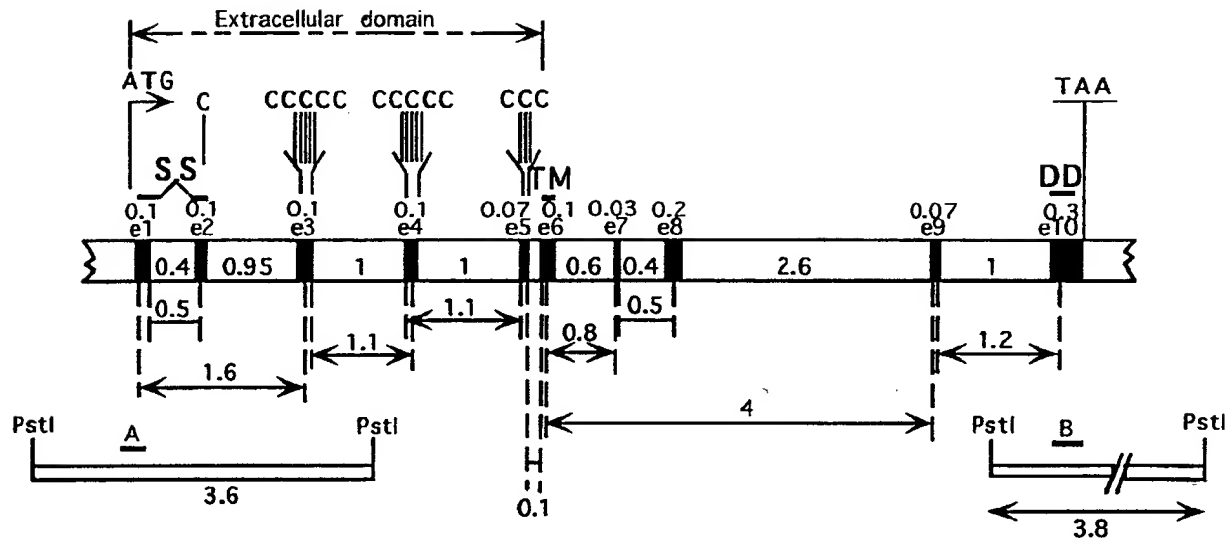 Extracellular domain
ATG C CCCCC CCCCC CCC TAA
SS TM DD
0.1 0.1 0.1 0.1 0.07 0.1 0.03 0.2 0.07 0.3
e1 e2 e3 e4 e5 e6 e7 e8 e9 e10
0.4 0.95 1 1 0.6 0.4 2.6 1
0.5 1.1 0.5
1.1 0.8 1.2
1.6
4
PstI A PstI PstI B PstI
3.6
0.1
3.8